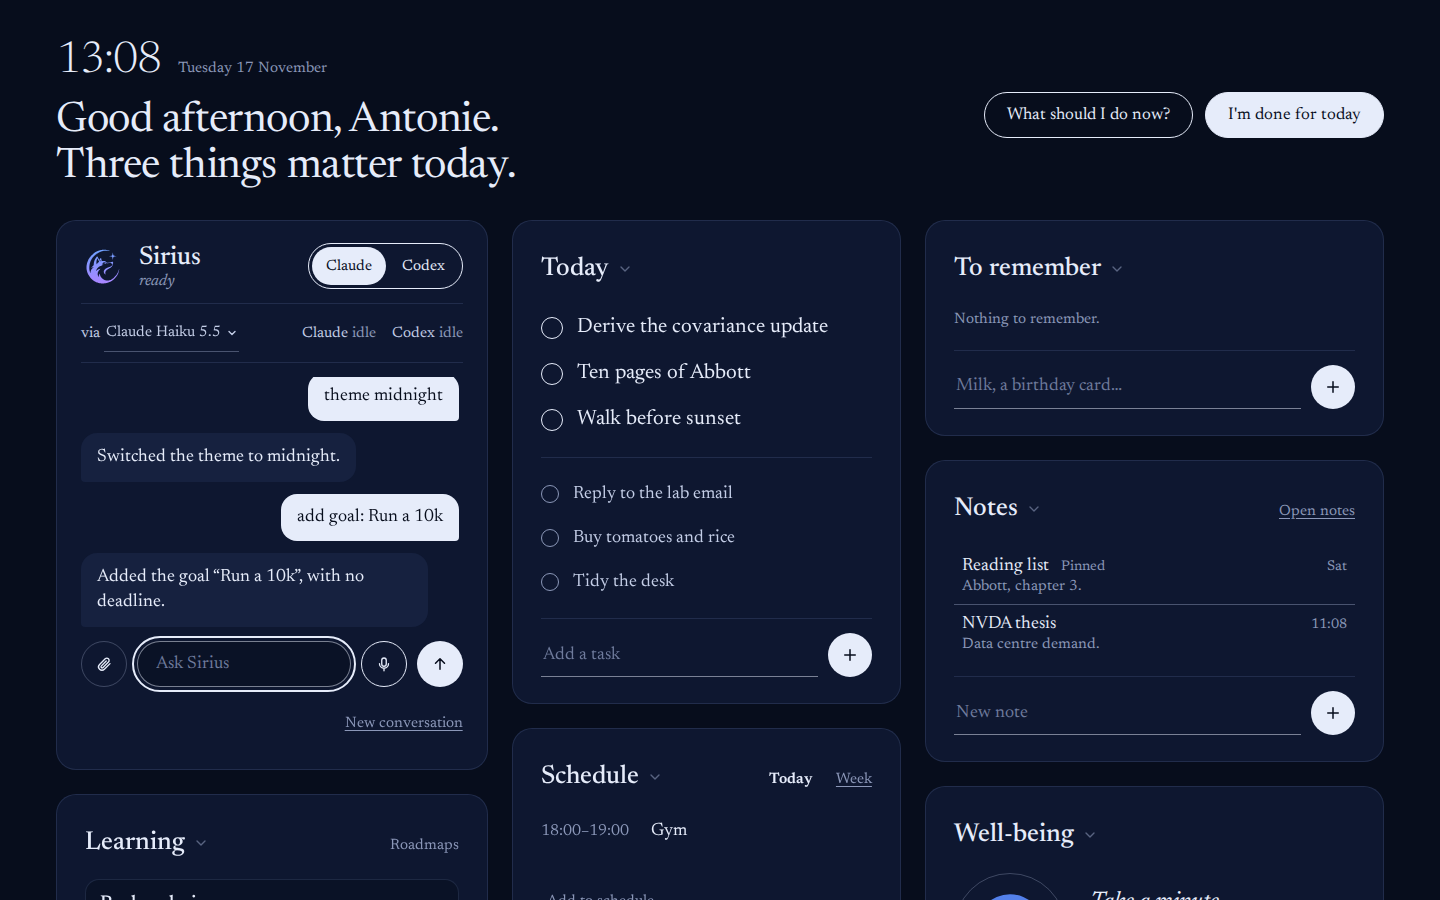 13:08
Tuesday 17 November
Good afternoon, Antonie.
Three things matter today.
What should I do now?
I'm done for today
Sirius
ready
Claude
Codex
via Claude Haiku 5.5
Claude idle
Codex idle
theme midnight
Switched the theme to midnight.
add goal: Run a 10k
Added the goal “Run a 10k”, with no
deadline.
Ask Sirius
New conversation
Learning
Roadmaps
Today
Derive the covariance update
Ten pages of Abbott
Walk before sunset
Reply to the lab email
Buy tomatoes and rice
Tidy the desk
Add a task
Schedule
Today
Week
18:00–19:00 Gym
Add to schedule
To remember
Nothing to remember.
Milk, a birthday card...
Notes
Open notes
Reading list Pinned
Sat
Abbott, chapter 3.
NVDA thesis
11:08
Data centre demand.
New note
Well-being
Take a minute